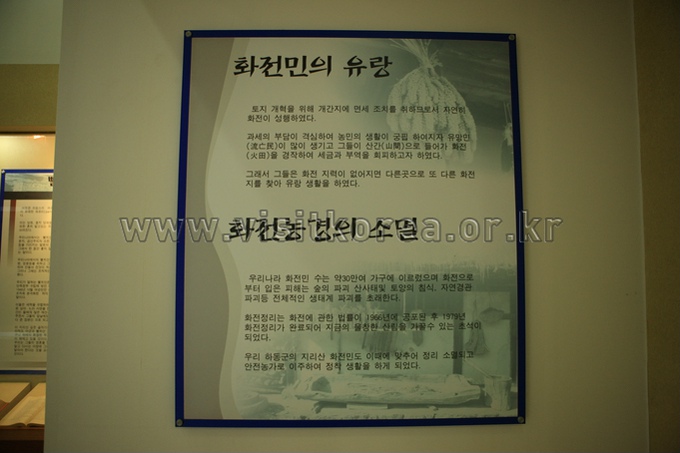 화전민의 유랑
토지 개혁을 위해 개간지에 면세 조치를 취하므로서 자연히
화전이 성행하였다.
과세의 부담이 격심하여 농민의 생활이 궁핍 하여지자 유망민
(流亡民)이 많이 생기고 그들이 산간(山間)으로 들어가 화전
(火田)을 경작하여 세금과 부역을 회피하고자 하였다.
그래서 그들은 화전 지력이 없어지면 다른곳으로 또 다른 화전
지를 찾아 유랑 생활을 하였다.
www.visitkorea.or.kr
화전농경의 소멸
우리나라 화전민 수는 약30만여 가구에 이르렀으며 화전으로
부터 입은 피해는 숲의 파괴 산사태및 토양의 침식, 자연경관
파괴등 전체적인 생태계 파괴를 초래한다.
화전정리는 화전에 관한 법률이 1966년에 공포된 후 1979년
화전정리가 완료되어 지금의 울창한 산림을 가꿀수 있는 초석이
되었다.
우리 하동군의 지리산 화전민도 이때에 맞추어 정리 소멸되고
안전농가로 이주하여 정착 생활을 하게 되었다.